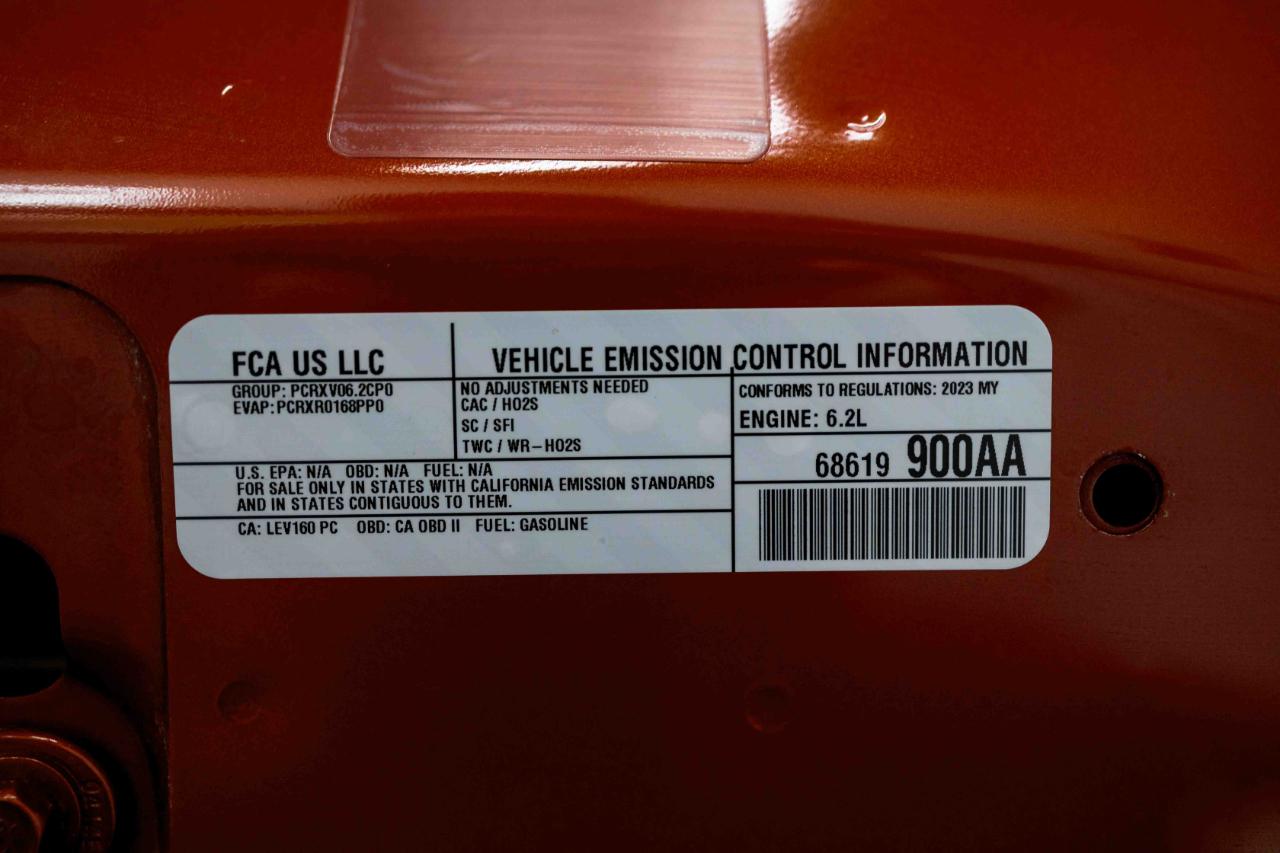 FCA US LLC
VEHICLE EMISSION CONTROL INFORMATION
GROUP: PCRXV06.2CP0
EVAP: PCRXR0168PP0
NO ADJUSTMENTS NEEDED
CAC / HO2S
SC / SFI
TWC / WR-HO2S
CONFORMS TO REGULATIONS: 2023 MY
ENGINE: 6.2L
68619 900AA
U.S. EPA: N/A OBD: N/A FUEL: N/A
FOR SALE ONLY IN STATES WITH CALIFORNIA EMISSION STANDARDS
AND IN STATES CONTIGUOUS TO THEM.
CA: LEV160 PC OBD: CA OBD II FUEL: GASOLINE